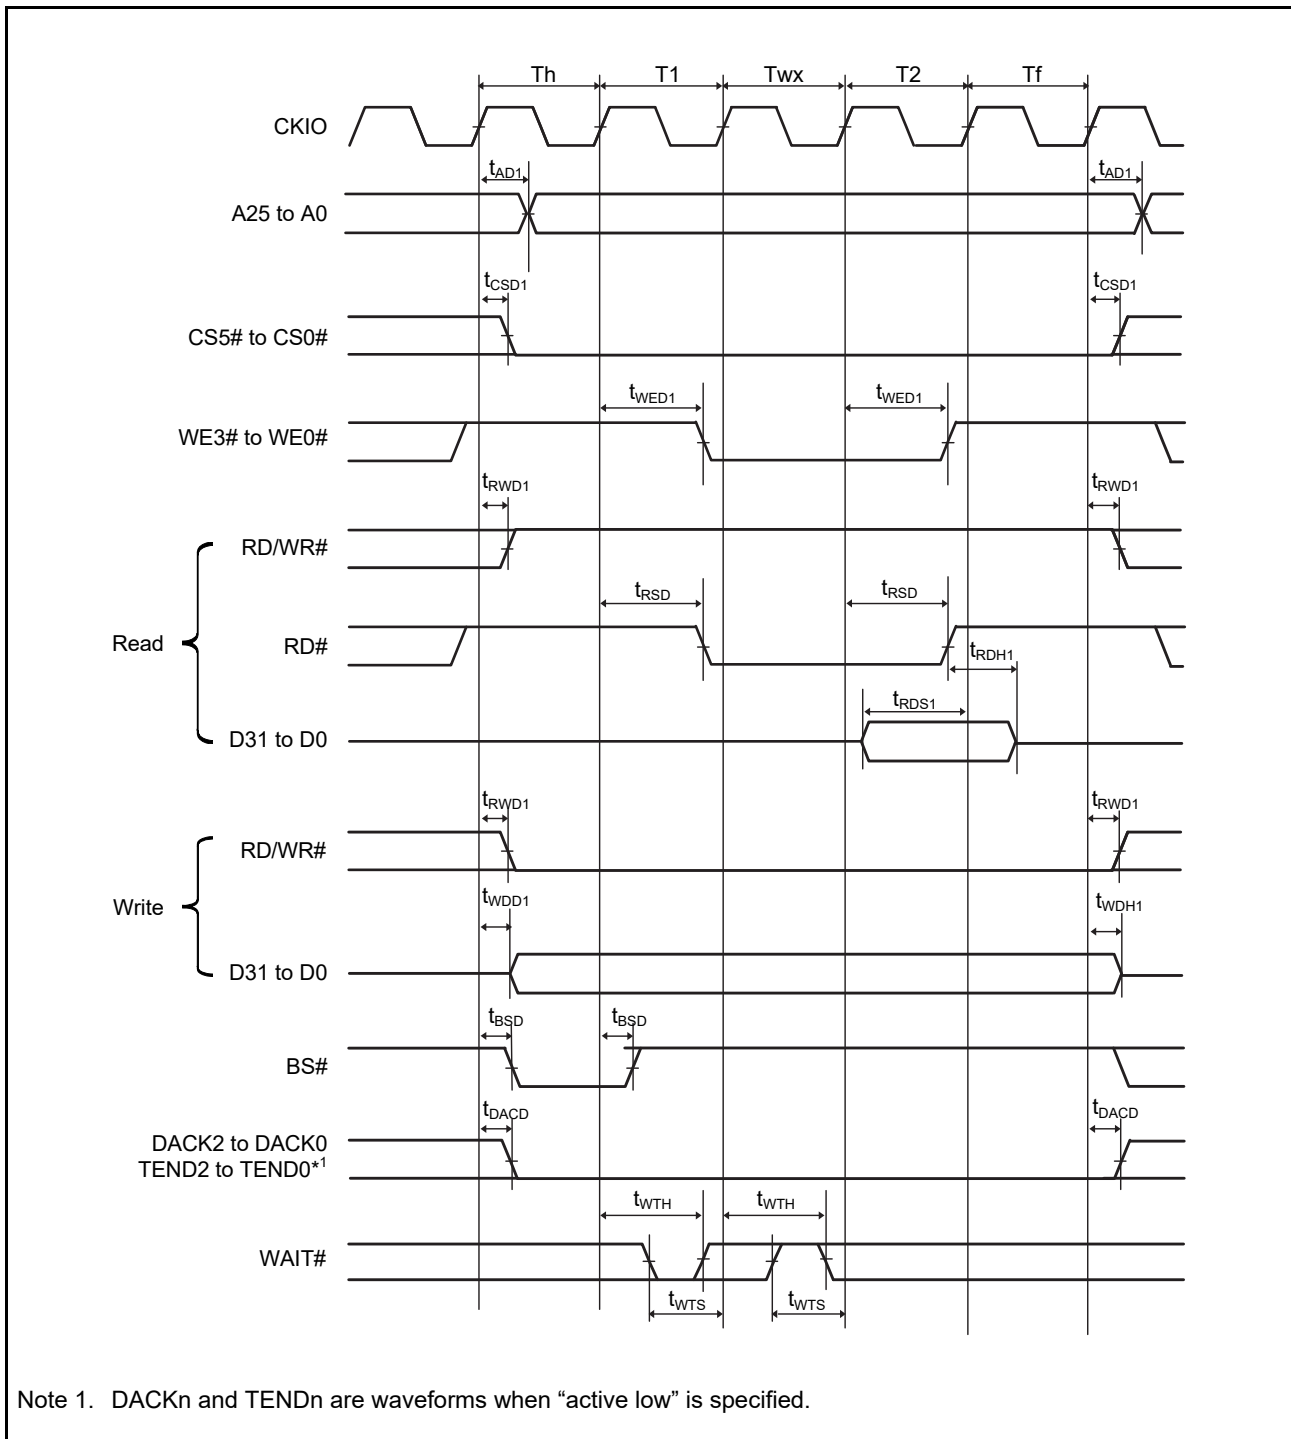 Th T1 Twx T2 Tf
CKIO
tAD1 tAD1
A25 to A0
tCSD1 tCSD1
CS5# to CS0#
tWED1 tWED1
WE3# to WE0#
tRWD1 tRWD1
RD/WR#
tRSD tRSD
Read
RD#
tRDH1
tRDS1
D31 to D0
tRWD1 tRWD1
RD/WR#
Write
tWDD1 tWDH1
D31 to D0
tBSD tBSD
BS#
tDACD tDACD
DACK2 to DACK0
TEND2 to TEND0*1
tWTH tWTH
WAIT#
tWTS tWTS
Note 1. DACKn and TENDn are waveforms when “active low” is specified.